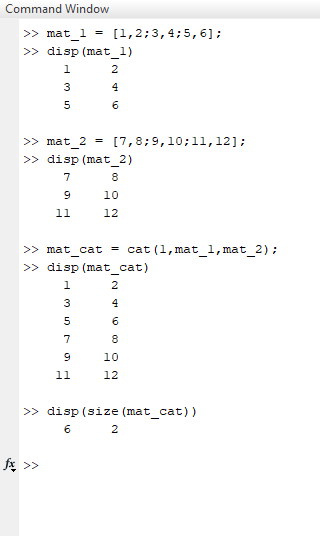 Command Window
>> mat_1 = [1,2;3,4;5,6];
>> disp(mat_1)
1 2
3 4
5 6
>> mat_2 = [7,8;9,10;11,12];
>> disp(mat_2)
7 8
9 10
11 12
>> mat_cat = cat(1,mat_1,mat_2);
>> disp(mat_cat)
1 2
3 4
5 6
7 8
9 10
11 12
>> disp(size(mat_cat))
6 2
fx >>